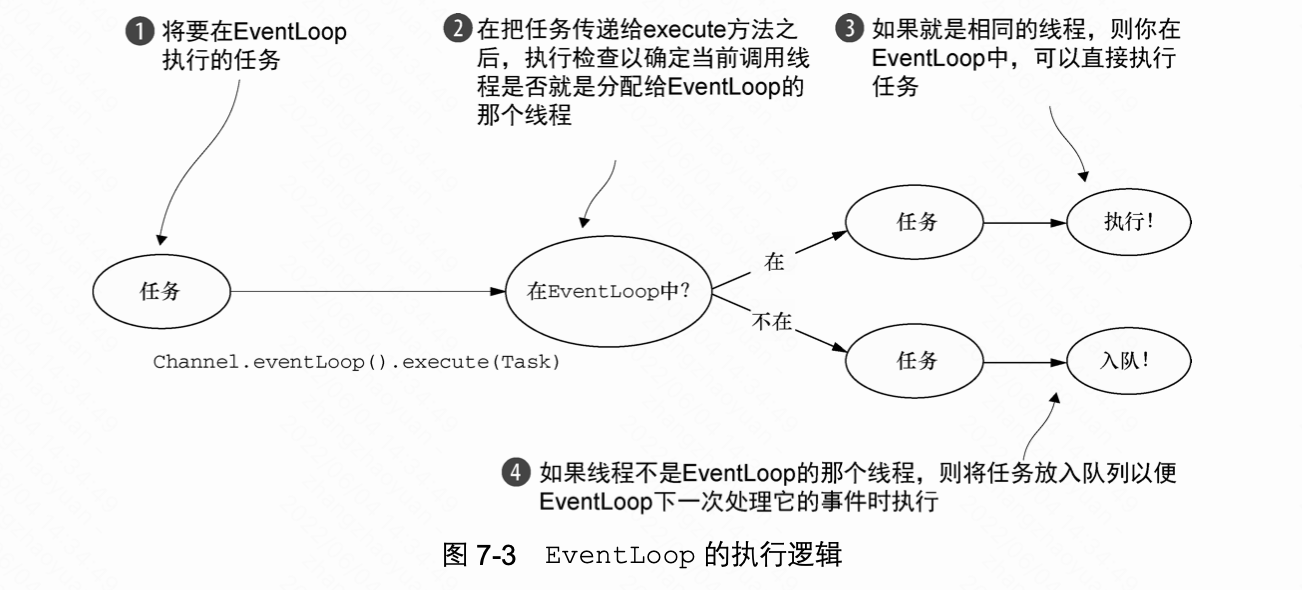 ❶ 将要在EventLoop
执行的任务
❷ 在把任务传递给execute方法之
后，执行检查以确定当前调用线
程是否就是分配给EventLoop的
那个线程
❸ 如果就是相同的线程，则你在
EventLoop中，可以直接执行
任务
任务
Channel.eventLoop().execute(Task)
在EventLoop中？
在
任务
执行！
不在
任务
入队！
❹ 如果线程不是EventLoop的那个线程，则将任务放入队列以便
EventLoop下一次处理它的事件时执行
图 7-3 EventLoop 的执行逻辑